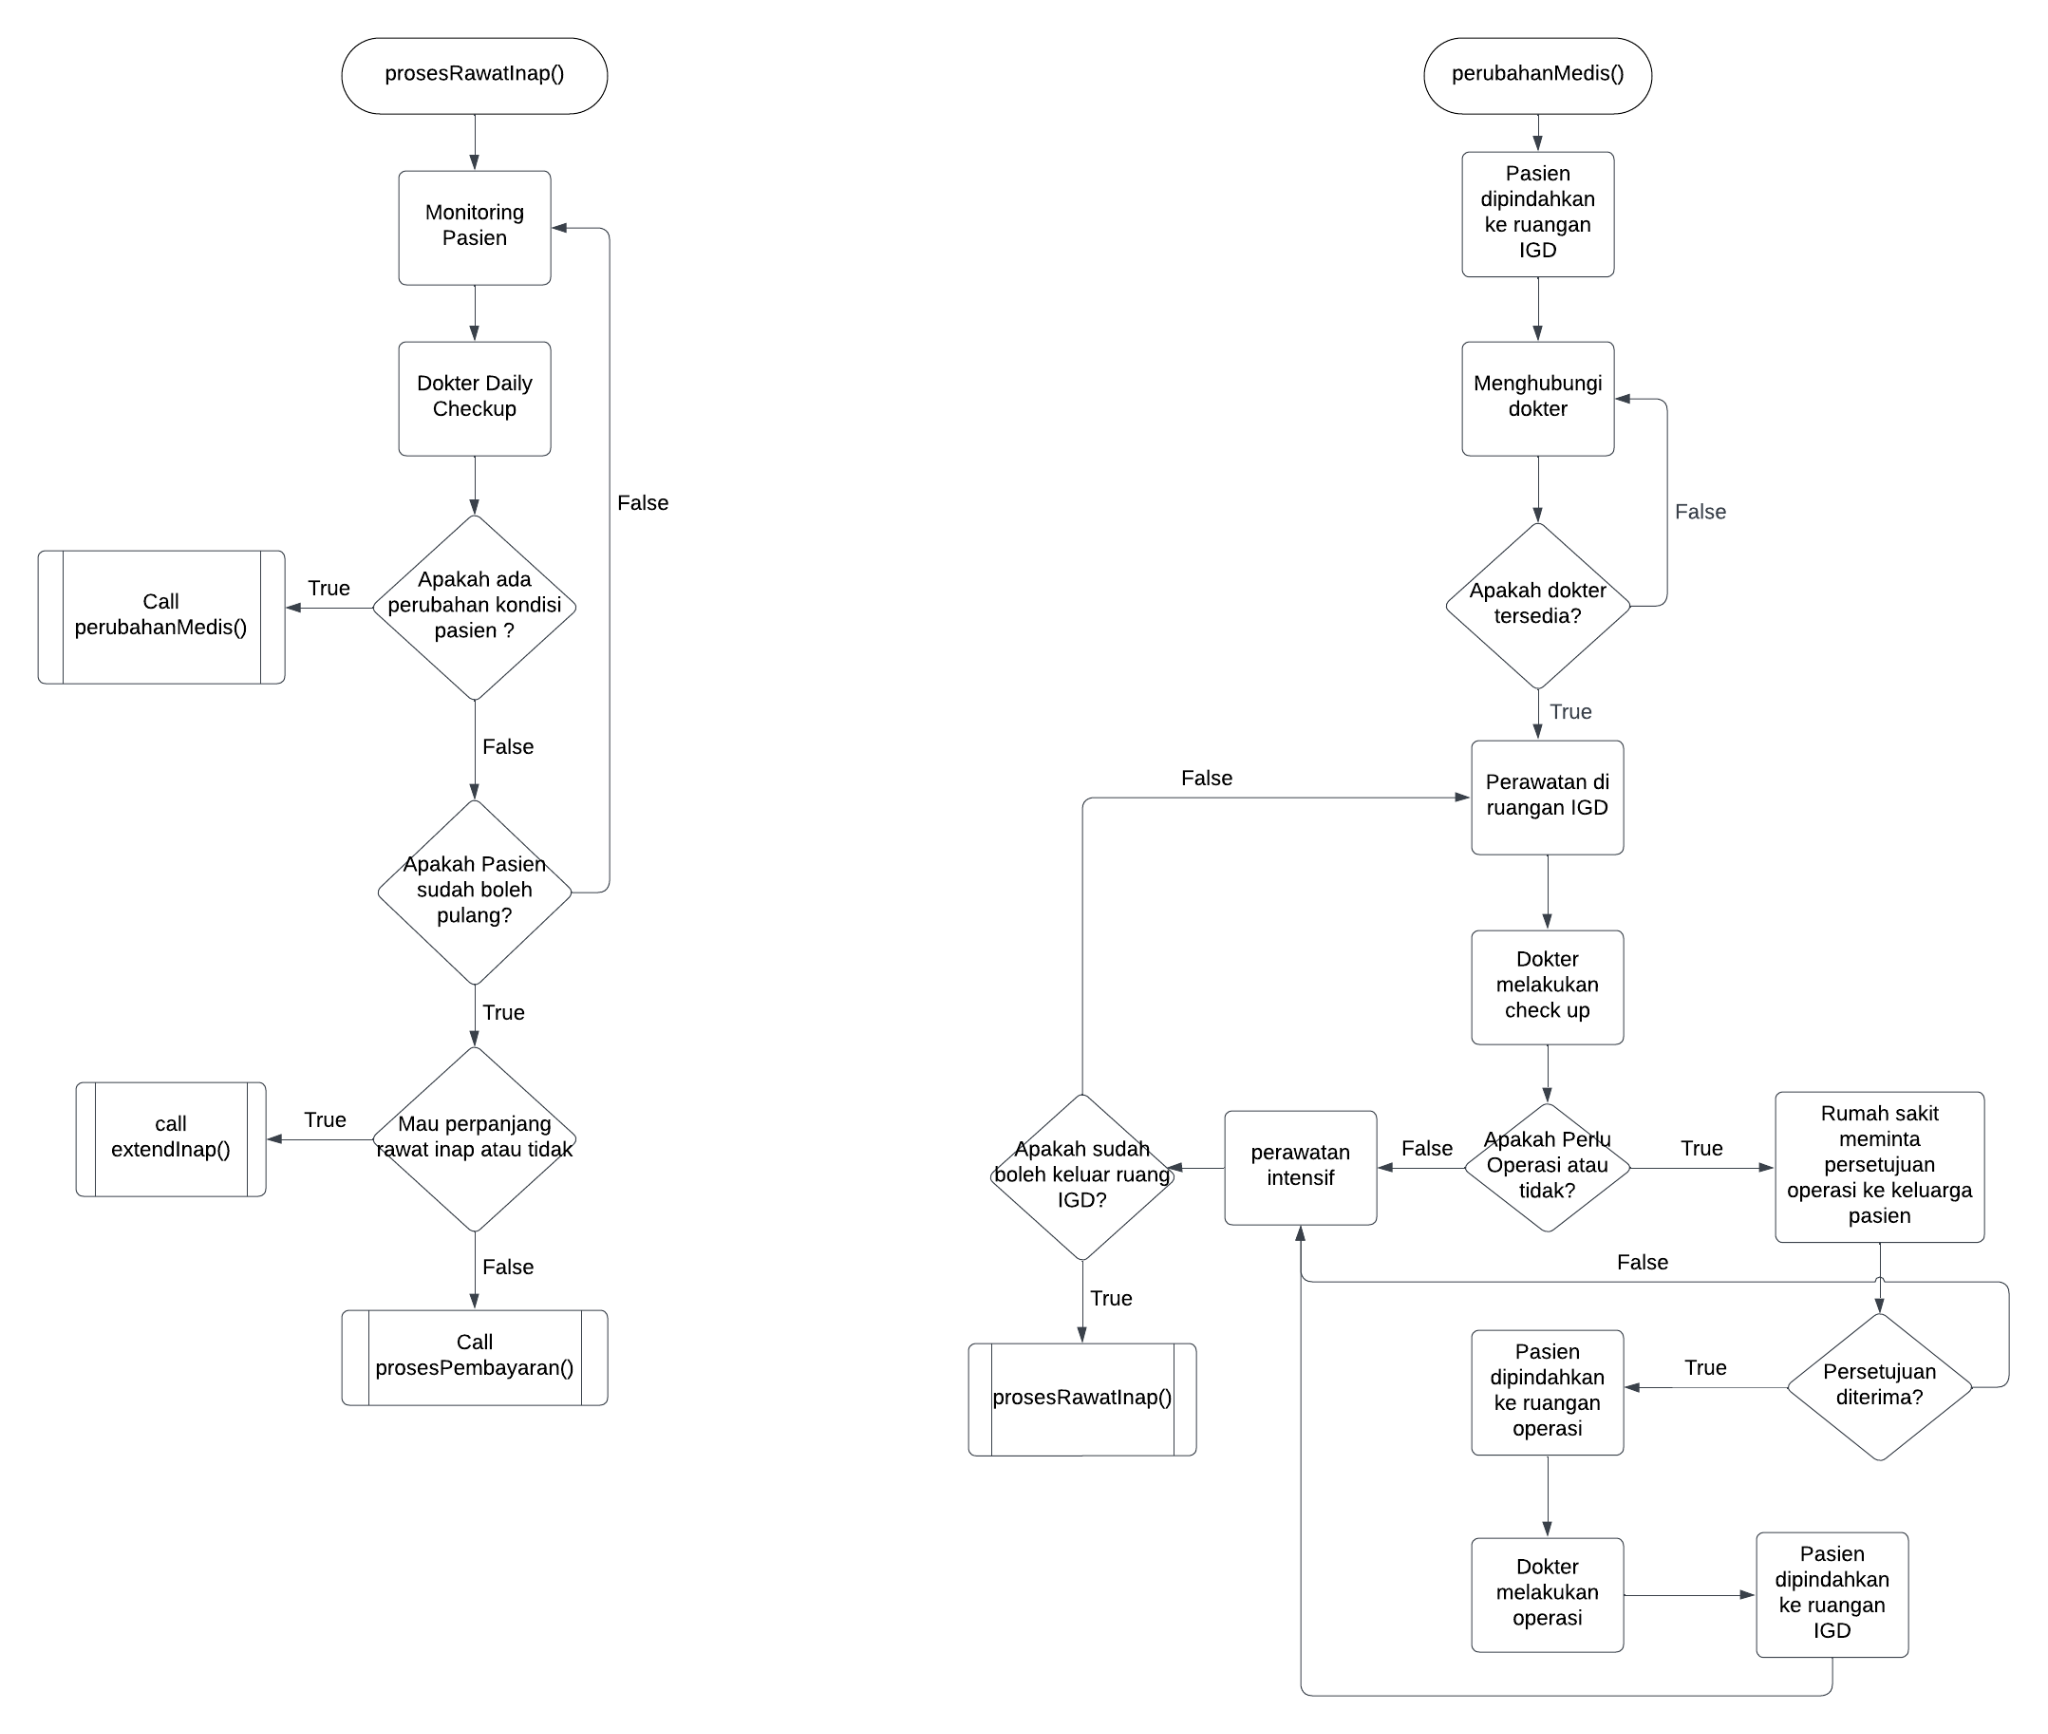 prosesRawatInap()
Monitoring
Pasien
Dokter Daily
Checkup
False
Apakah ada
perubahan kondisi
pasien ?
True
Call
perubahanMedis()
False
Apakah Pasien
sudah boleh
pulang?
True
Mau perpanjang
rawat inap atau tidak
True
call
extendInap()
False
Call
prosesPembayaran()
perubahanMedis()
Pasien
dipindahkan
ke ruangan
IGD
Menghubungi
dokter
False
Apakah dokter
tersedia?
True
Perawatan di
ruangan IGD
False
Dokter
melakukan
check up
Apakah Perlu
Operasi atau
tidak?
False
perawatan
intensif
Apakah sudah
boleh keluar ruang
IGD?
True
prosesRawatInap()
True
Rumah sakit
meminta
persetujuan
operasi ke keluarga
pasien
False
Persetujuan
diterima?
True
Pasien
dipindahkan
ke ruangan
operasi
Dokter
melakukan
operasi
Pasien
dipindahkan
ke ruangan
IGD